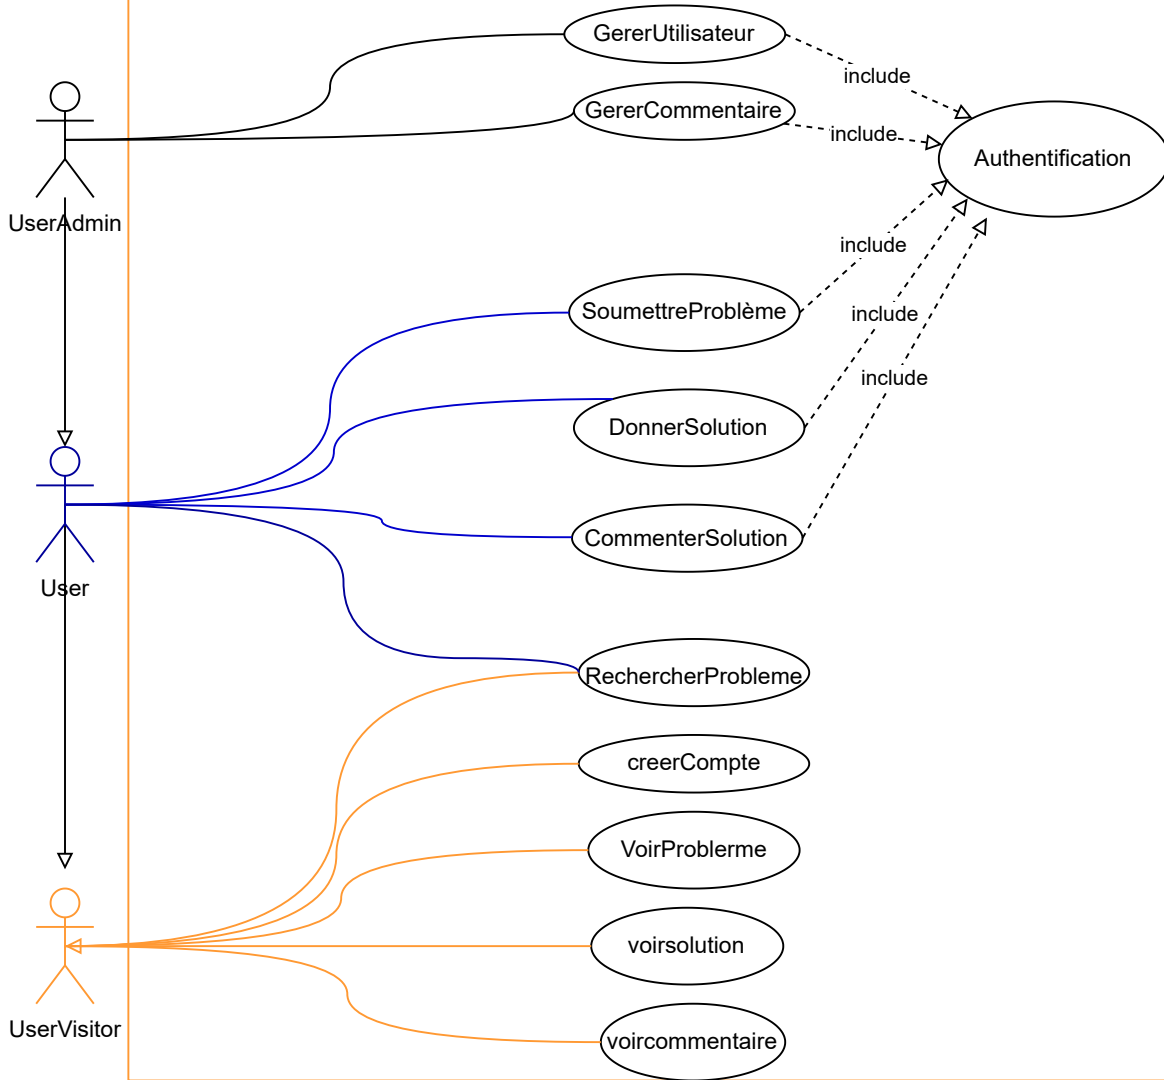 GererUtilisateur
include
GererCommentaire
include
Authentification
UserAdmin
include
SoumettreProblème
include
include
DonnerSolution
CommenterSolution
User
RechercherProbleme
creerCompte
VoirProblerme
voirsolution
UserVisitor
voircommentaire